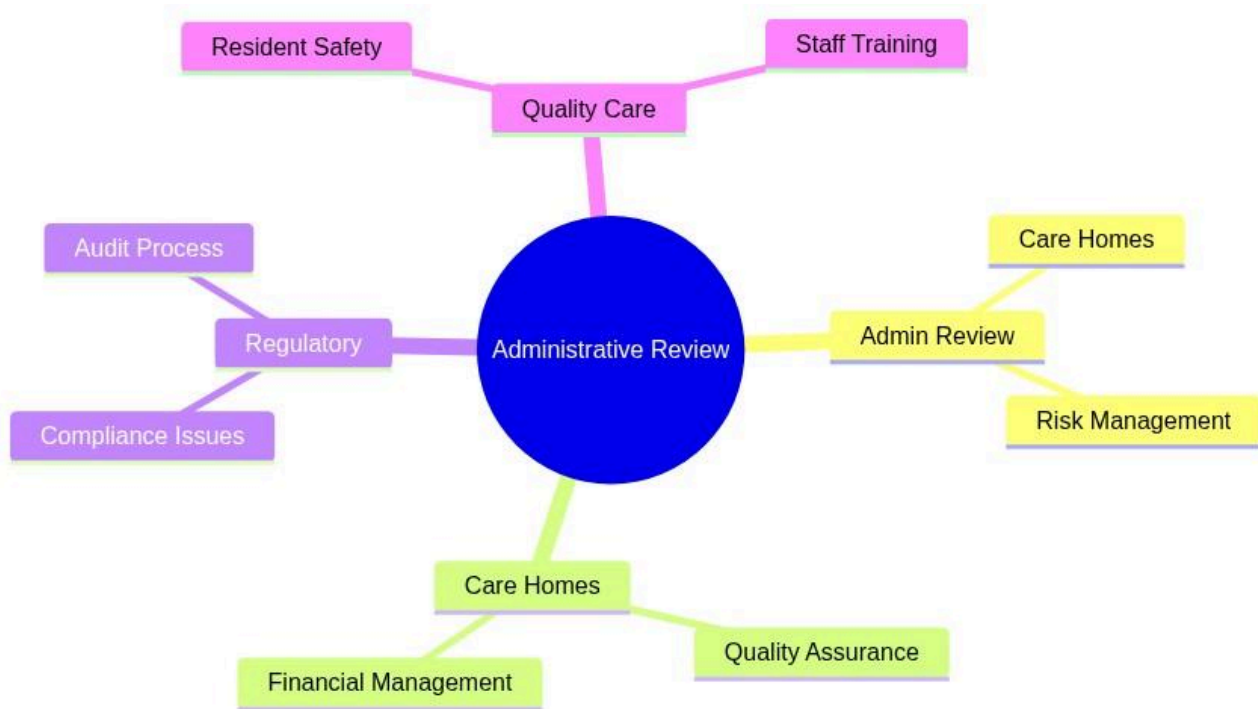 Resident Safety
Staff Training
Quality Care
Audit Process
Care Homes
Regulatory
Administrative Review
Admin Review
Compliance Issues
Risk Management
Care Homes
Quality Assurance
Financial Management